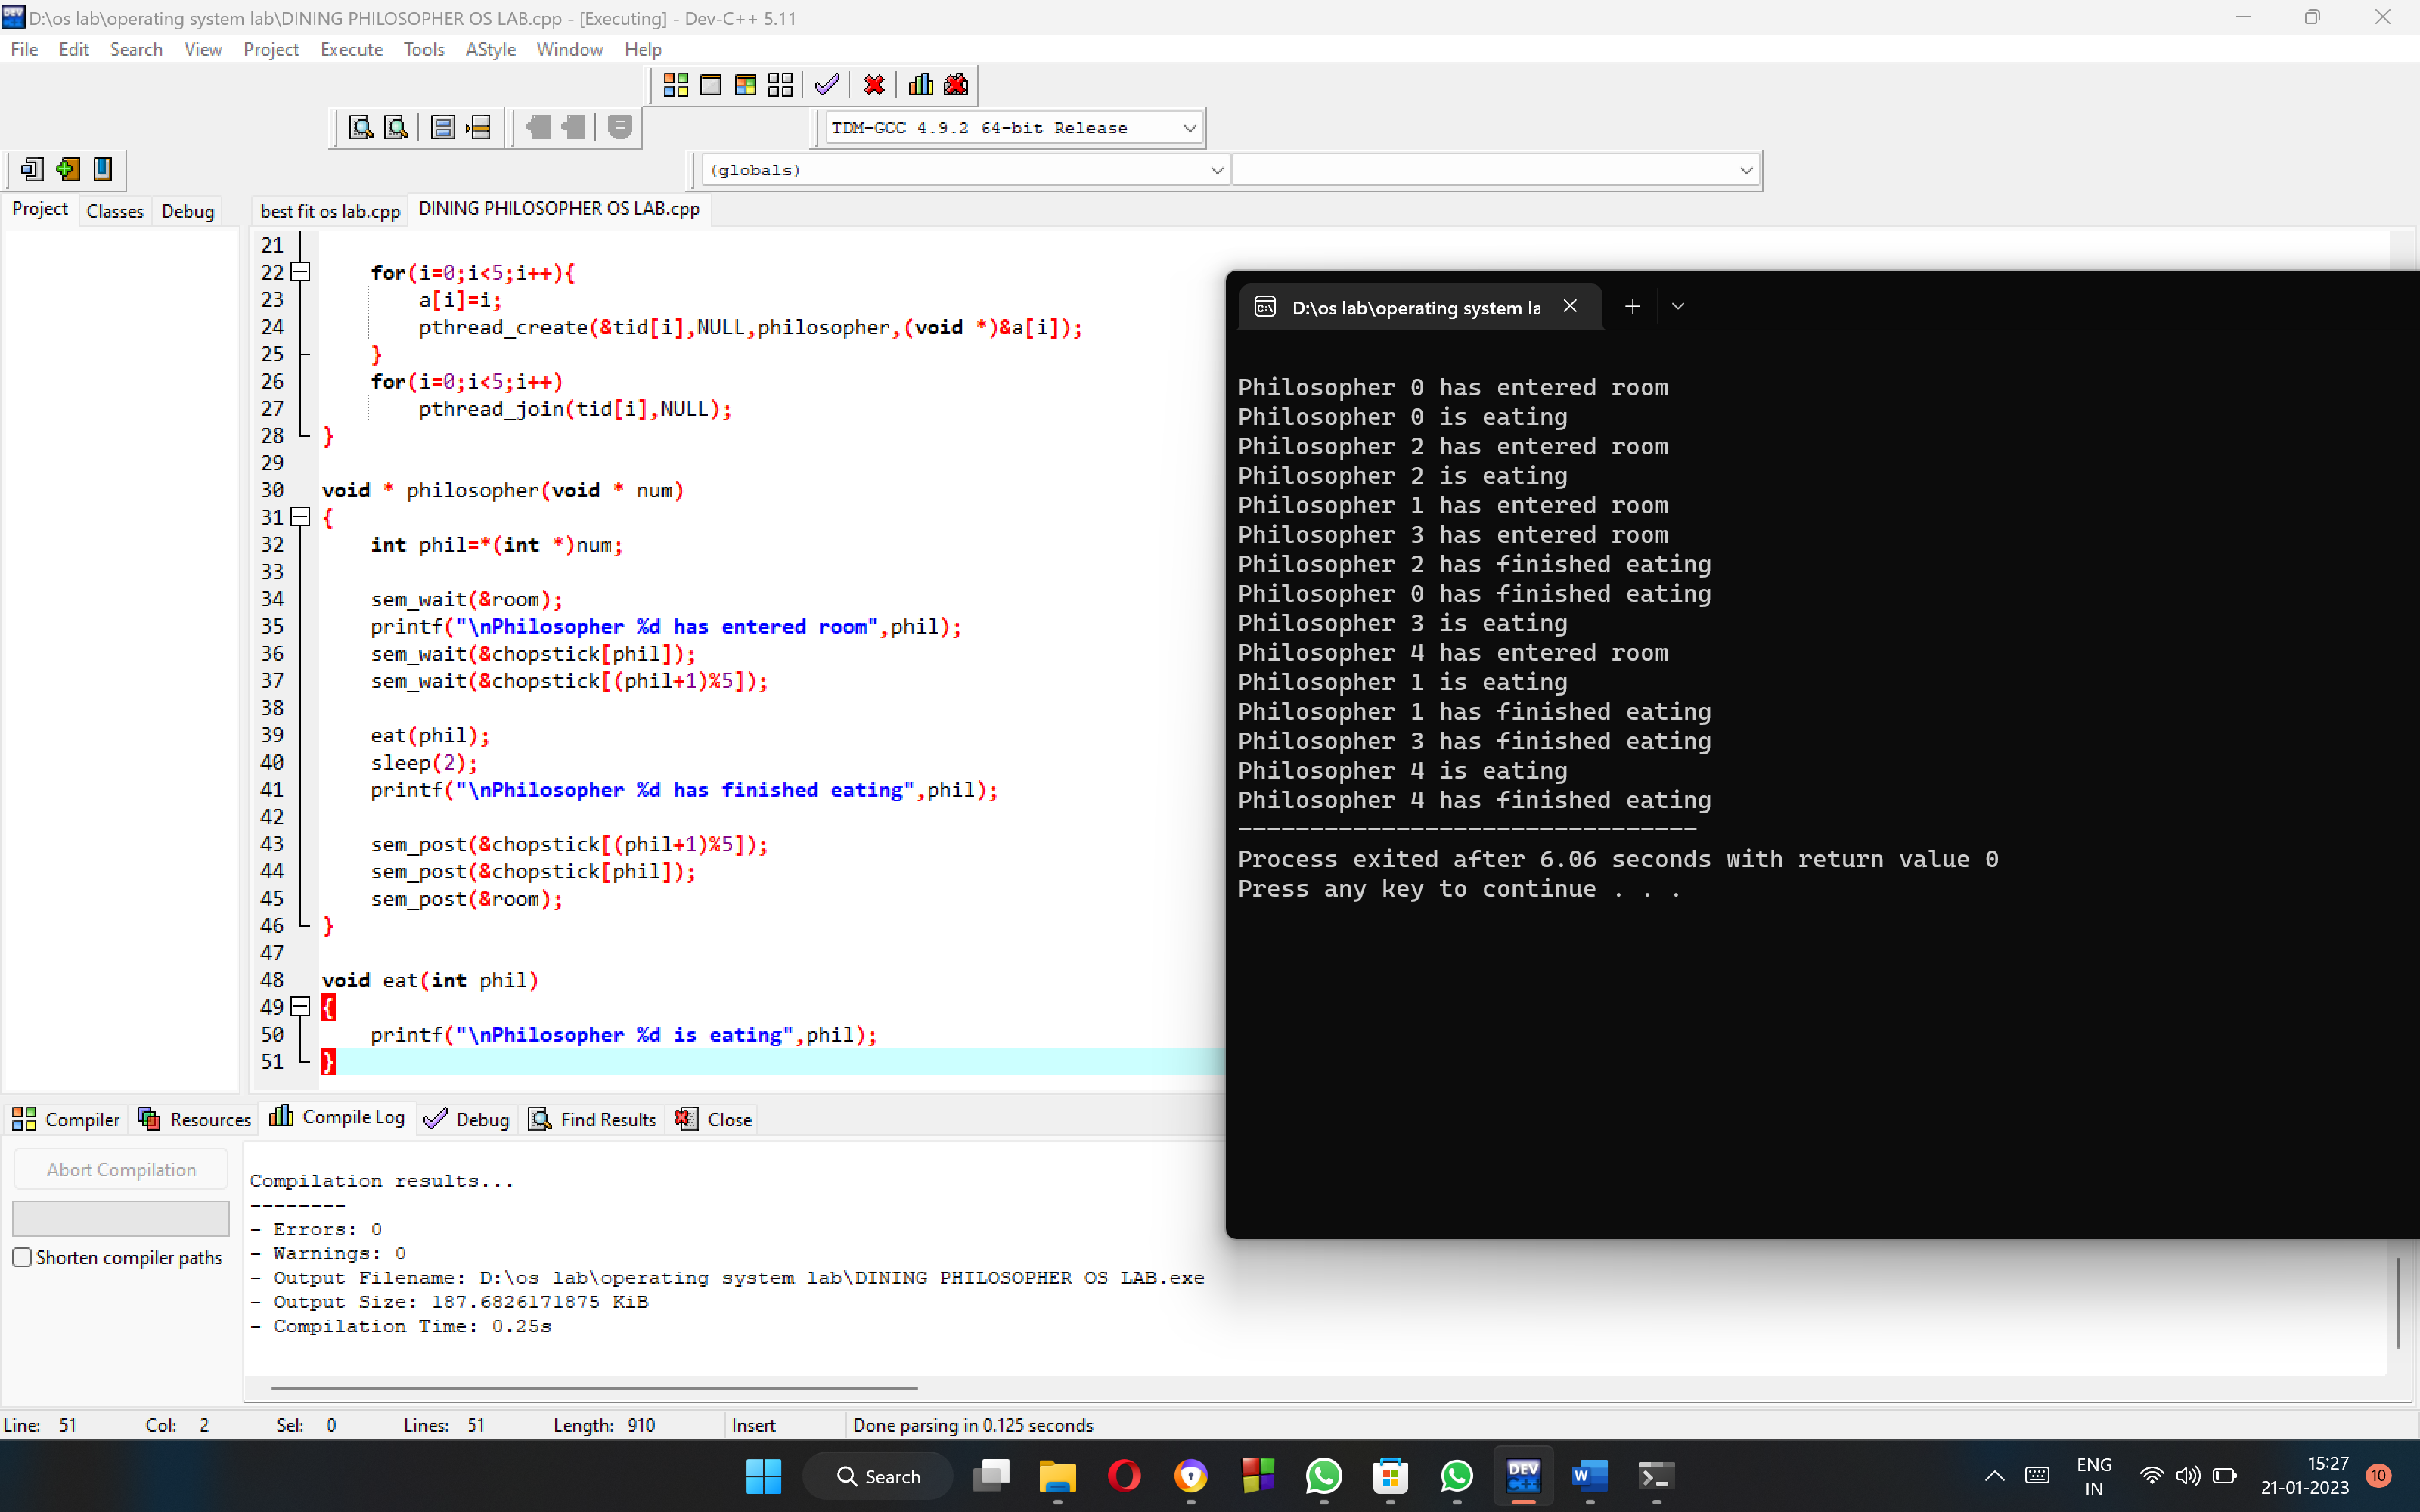 D:\os lab\operating system lab\DINING PHILOSOPHER OS LAB.cpp - [Executing] - Dev-C++ 5.11
File Edit Search View Project Execute Tools AStyle Window Help
TDM-GCC 4.9.2 64-bit Release
(globals)
Project Classes Debug
best fit os lab.cpp DINING PHILOSOPHER OS LAB.cpp
21
22 for(i=0;i<5;i++){
23 a[i]=i;
24 pthread_create(&tid[i],NULL,philosopher,(void *)&a[i]);
25 }
26 for(i=0;i<5;i++)
27 pthread_join(tid[i],NULL);
28 }
29
30 void * philosopher(void * num)
31 {
32 int phil=*(int *)num;
33
34 sem_wait(&room);
35 printf("\nPhilosopher %d has entered room",phil);
36 sem_wait(&chopstick[phil]);
37 sem_wait(&chopstick[(phil+1)%5]);
38
39 eat(phil);
40 sleep(2);
41 printf("\nPhilosopher %d has finished eating",phil);
42
43 sem_post(&chopstick[(phil+1)%5]);
44 sem_post(&chopstick[phil]);
45 sem_post(&room);
46 }
47
48 void eat(int phil)
49 {
50 printf("\nPhilosopher %d is eating",phil);
51 }
D:\os lab\operating system la
Philosopher 0 has entered room
Philosopher 0 is eating
Philosopher 2 has entered room
Philosopher 2 is eating
Philosopher 1 has entered room
Philosopher 3 has entered room
Philosopher 2 has finished eating
Philosopher 0 has finished eating
Philosopher 3 is eating
Philosopher 4 has entered room
Philosopher 1 is eating
Philosopher 1 has finished eating
Philosopher 3 has finished eating
Philosopher 4 is eating
Philosopher 4 has finished eating
--------------------------------
Process exited after 6.06 seconds with return value 0
Press any key to continue . . .
Compiler Resources Compile Log Debug Find Results Close
Abort Compilation
Shorten compiler paths
Compilation results...
--------
- Errors: 0
- Warnings: 0
- Output Filename: D:\os lab\operating system lab\DINING PHILOSOPHER OS LAB.exe
- Output Size: 187.6826171875 KiB
- Compilation Time: 0.25s
Line: 51 Col: 2 Sel: 0 Lines: 51 Length: 910 Insert Done parsing in 0.125 seconds
Search
DEV
C++
W
ENG
IN
15:27
21-01-2023
10